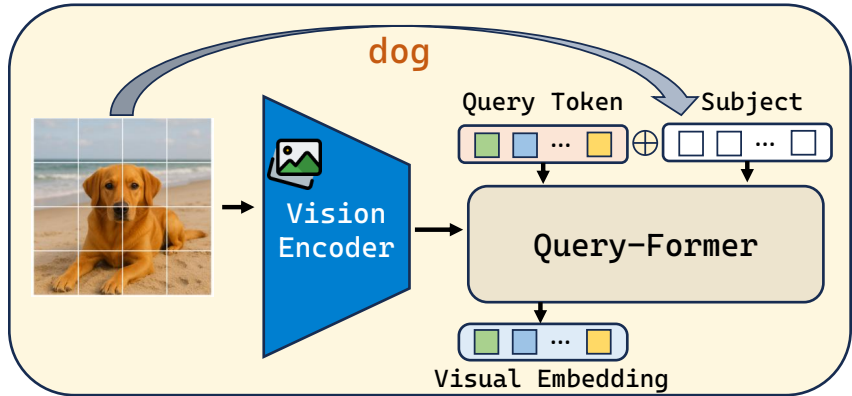 dog
Query Token
Subject
...
...
Vision
Encoder
Query-Former
...
Visual Embedding